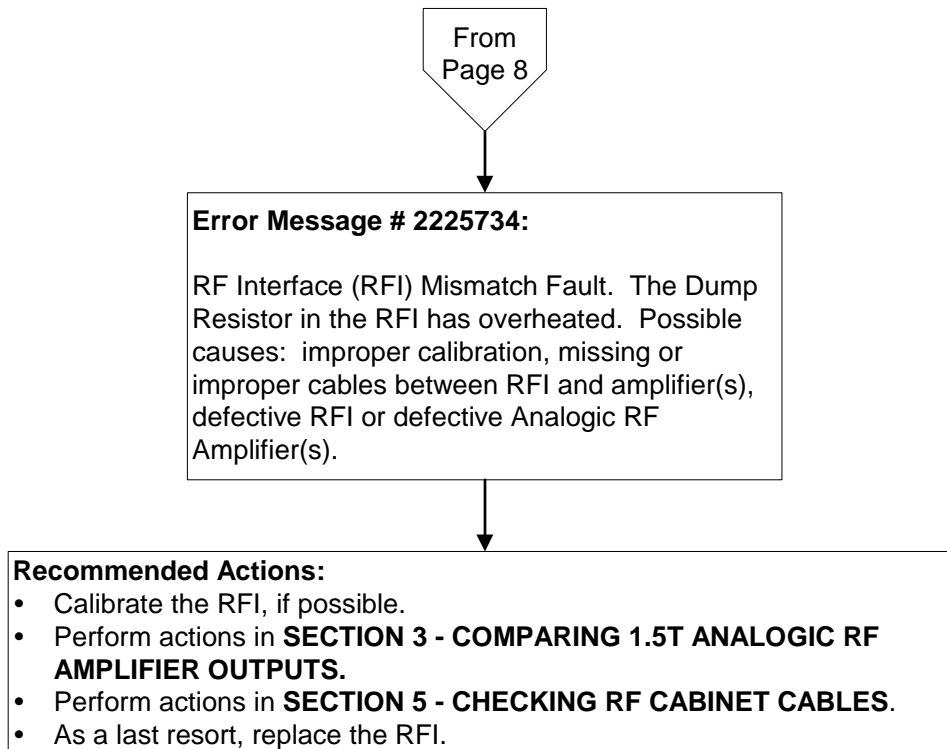 From
Page 8
Error Message # 2225734:
RF Interface (RFI) Mismatch Fault.  The Dump
Resistor in the RFI has overheated.  Possible
causes:  improper calibration, missing or
improper cables between RFI and amplifier(s),
defective RFI or defective Analogic RF
Amplifier(s).
Recommended Actions:
• Calibrate the RFI, if possible.
• Perform actions in SECTION 3 - COMPARING 1.5T ANALOGIC RF
AMPLIFIER OUTPUTS.
• Perform actions in SECTION 5 - CHECKING RF CABINET CABLES.
• As a last resort, replace the RFI.